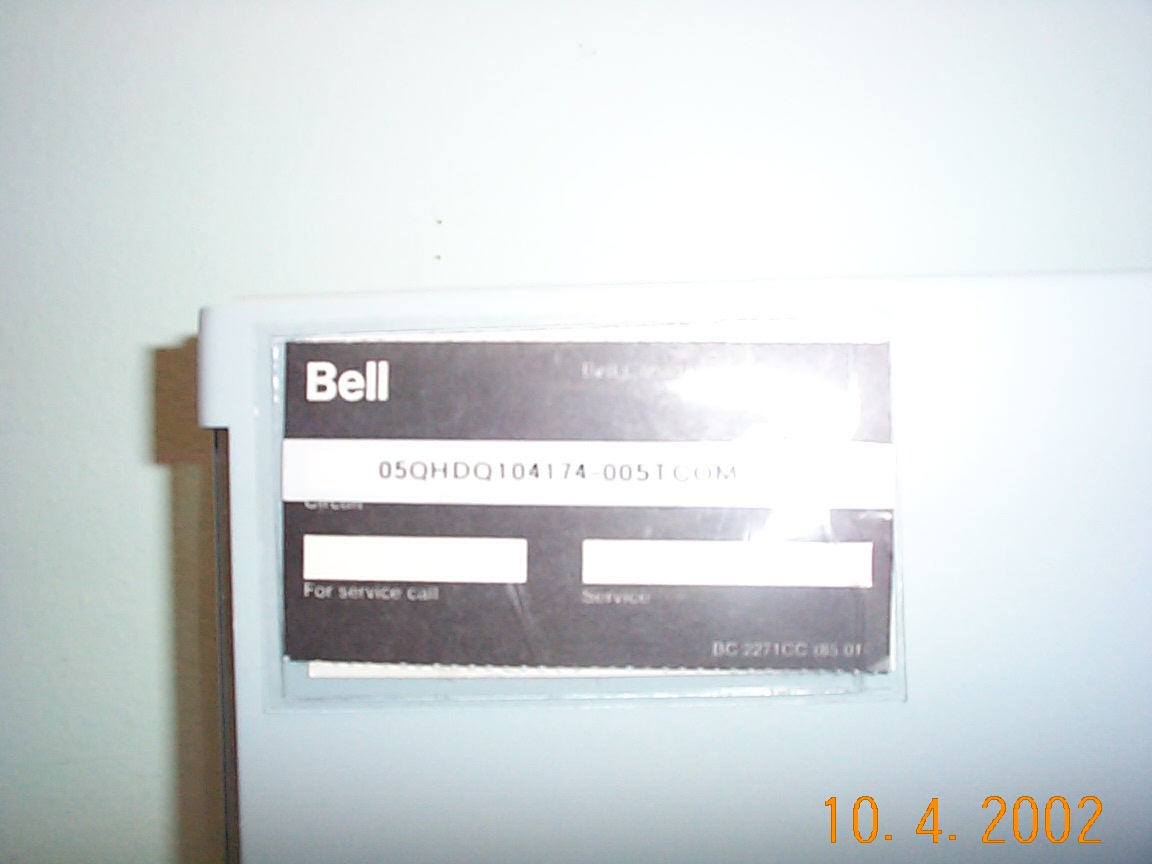 Bell
05QHDQ104174-005TCOM
Circuit
For service call
Service
BC 2271CC (85 01
10. 4. 2002